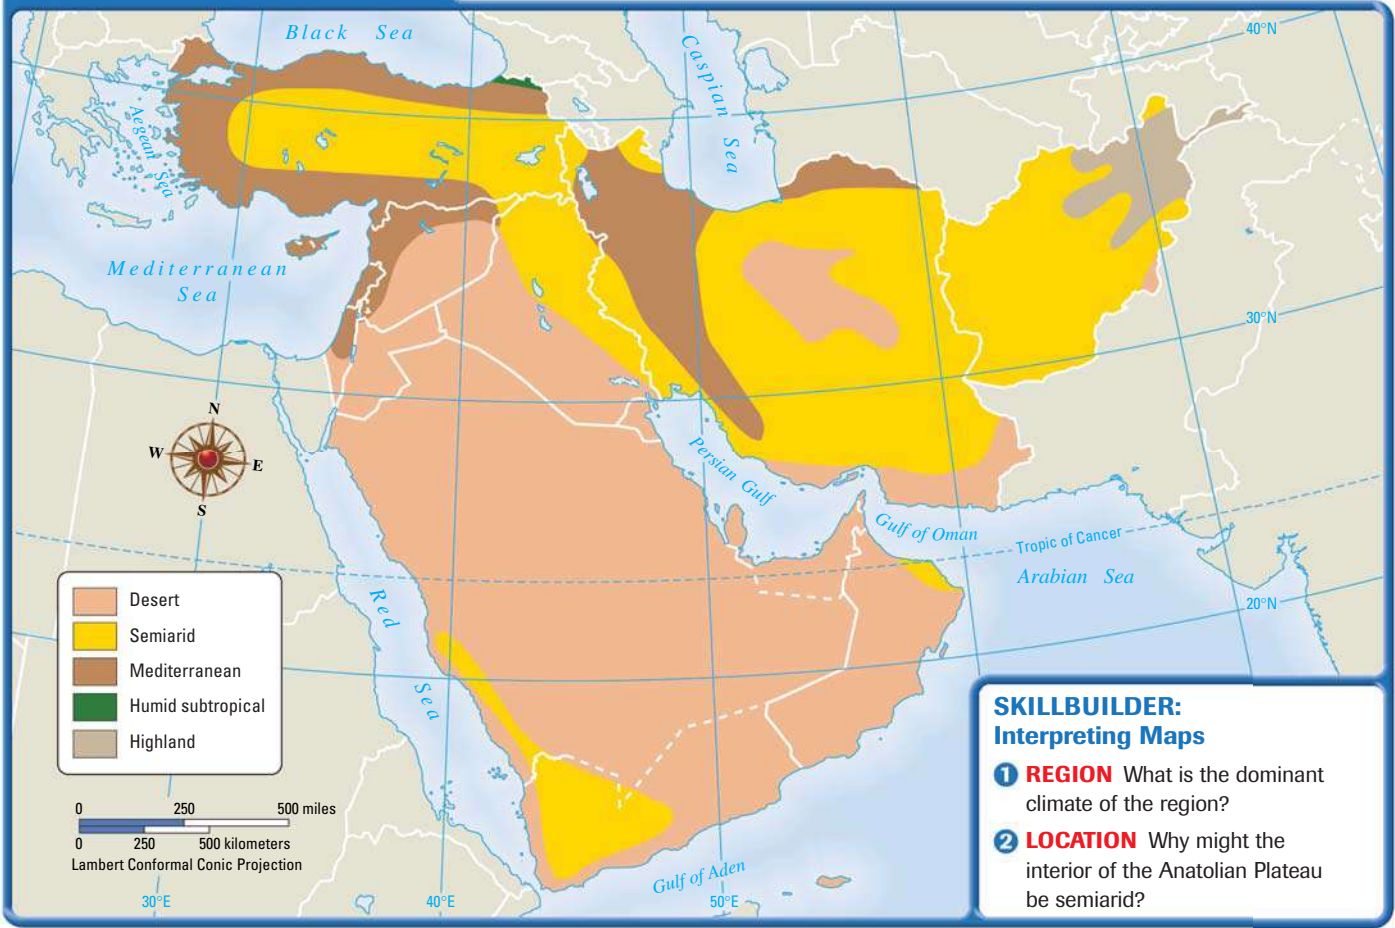 Black Sea
40°N
Caspian
Sea
Aegean
Sea
Mediterranean
Sea
30°N
N
W
E
S
Persian Gulf
Gulf of Oman
Tropic of Cancer
Arabian Sea
Desert
Semiarid
Mediterranean
Humid subtropical
Highland
Red
Sea
20°N
0 250 500 miles
0 250 500 kilometers
Lambert Conformal Conic Projection
Gulf of Aden
30°E
40°E
50°E
SKILLBUILDER:
Interpreting Maps
1 REGION What is the dominant
climate of the region?
2 LOCATION Why might the
interior of the Anatolian Plateau
be semiarid?